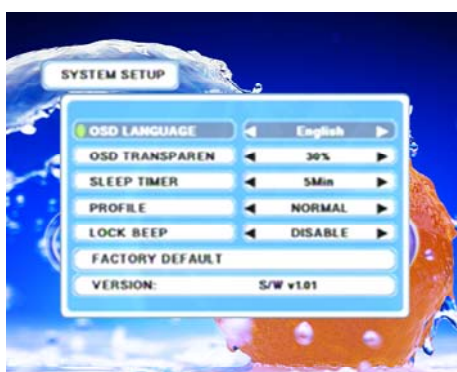 SYSTEM SETUP
OSD LANGUAGE English
OSD TRANSPAREN 30%
SLEEP TIMER 5Min
PROFILE NORMAL
LOCK BEEP DISABLE
FACTORY DEFAULT
VERSION: S/W v1.01